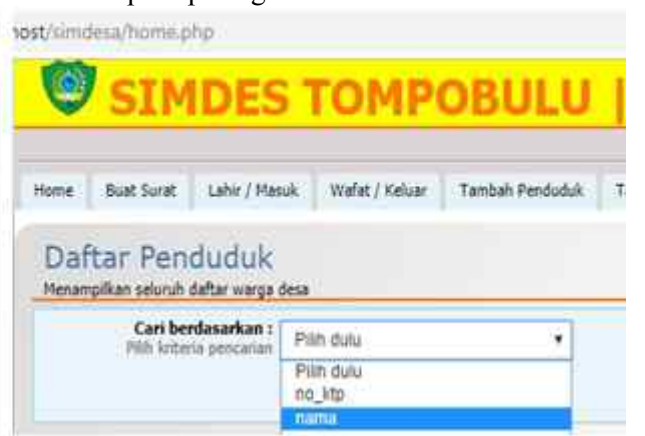 ost/simdesa/home.php
SIMDES TOMPOBULU |
Home Buat Surat Lahir / Masuk Wafat / Keluar Tambah Penduduk
Daftar Penduduk
Menampilkan seluruh daftar warga desa
Cari berdasarkan :
Pilih kriteria pencarian
Pilih dulu
Pilih dulu
no_ktp
nama